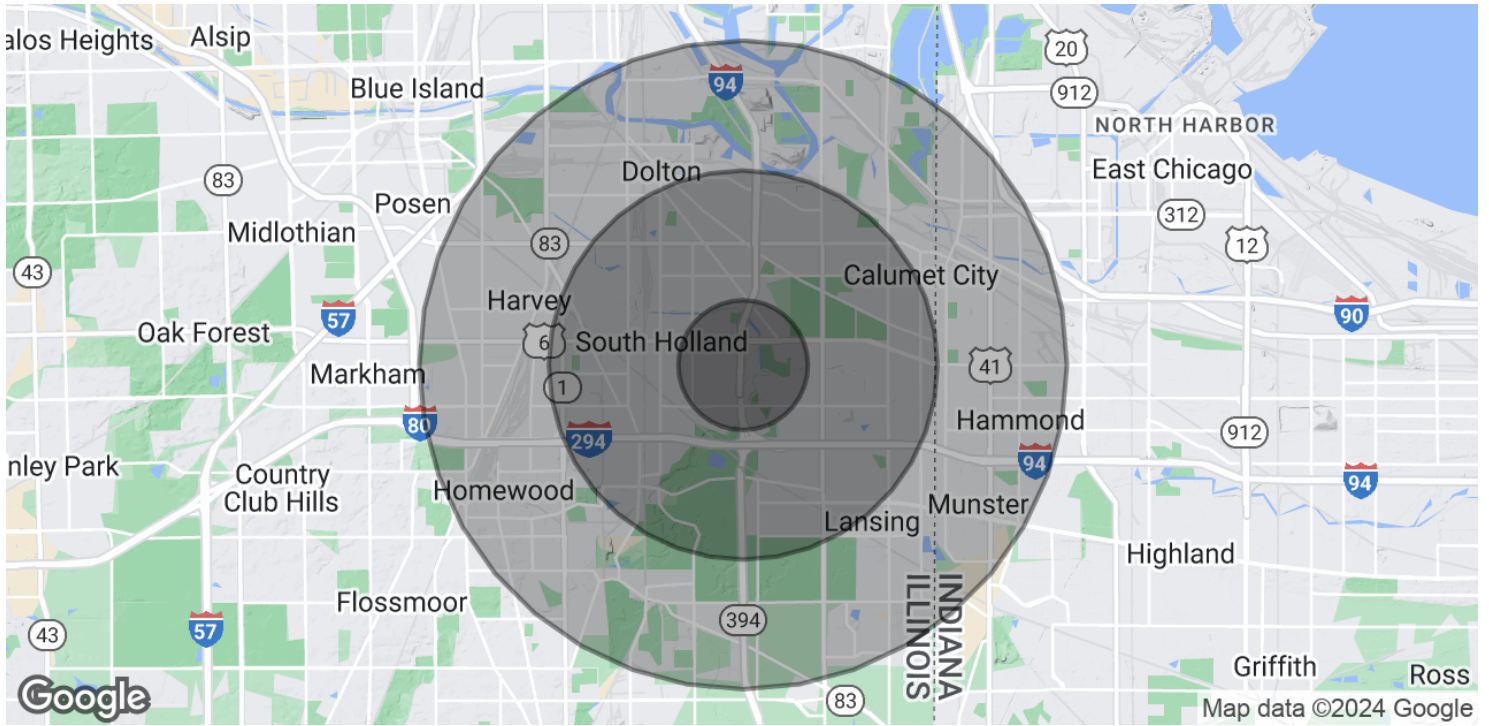 alos Heights
Alsip
20
94
Blue Island
912
NORTH HARBOR
Dolton
East Chicago
83
Posen
312
Midlothian
83
12
43
Calumet City
Harvey
57
90
Oak Forest
6
South Holland
Markham
1
41
80
Hammond
294
912
94
nley Park
94
Country
Club Hills
Homewood
Munster
Lansing
Highland
ILLINOIS
INDIANA
Flossmoor
394
57
43
Griffith
Ross
83
Google
Map data ©2024 Google